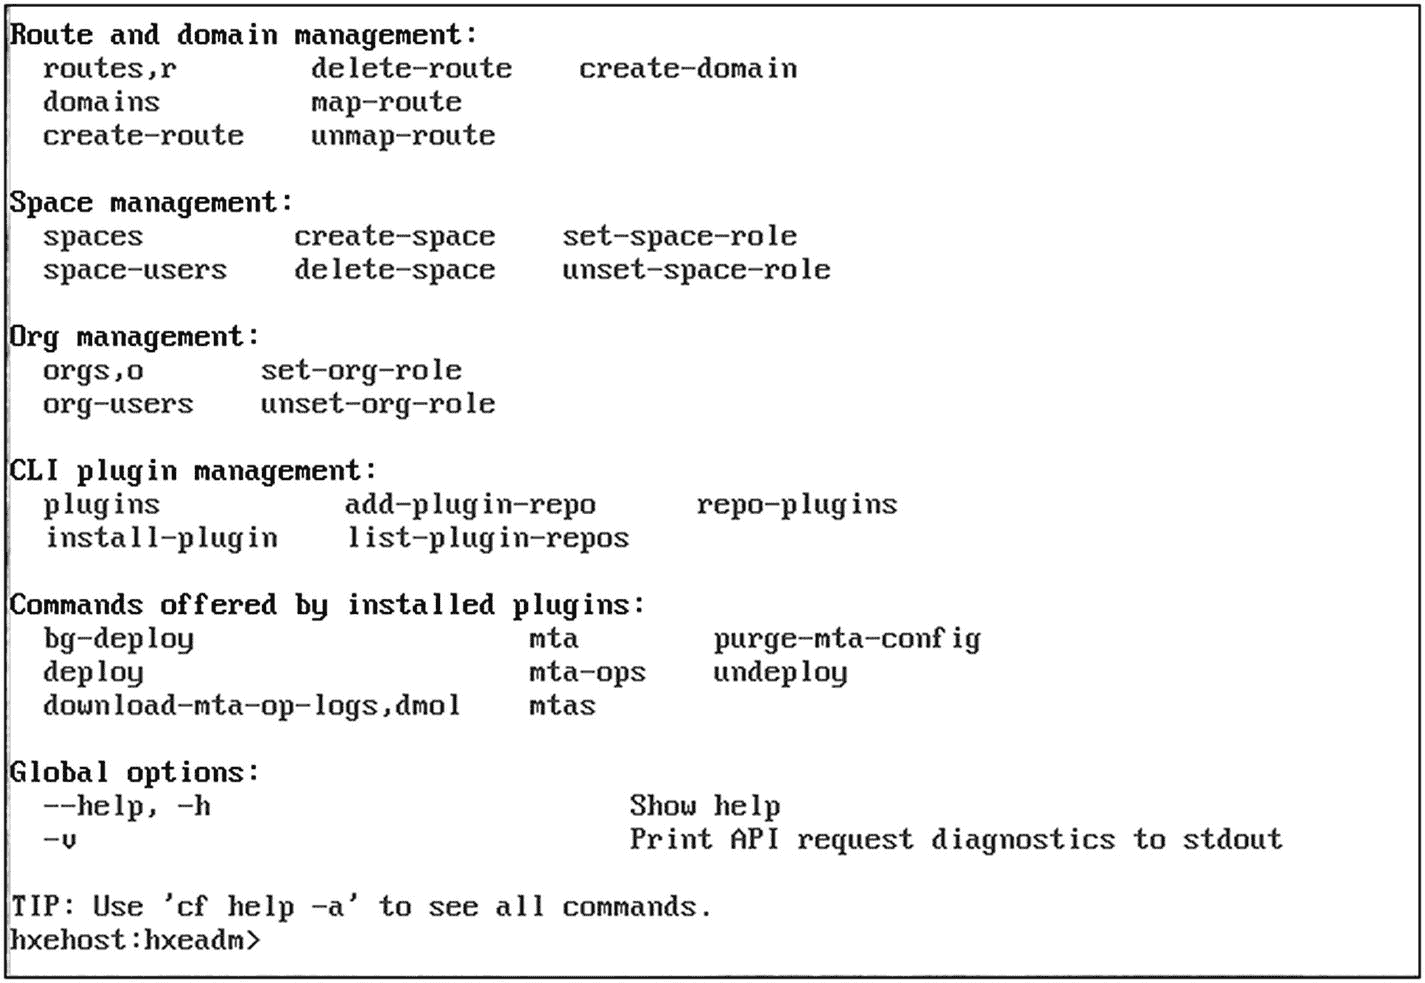 Route and domain management:
routes,r delete-route create-domain
domains map-route
create-route unmap-route
Space management:
spaces create-space set-space-role
space-users delete-space unset-space-role
Org management:
orgs,o set-org-role
org-users unset-org-role
CLI plugin management:
plugins add-plugin-repo repo-plugins
install-plugin list-plugin-repos
Commands offered by installed plugins:
bg-deploy mta purge-mta-config
deploy mta-ops undeploy
download-mta-op-logs,dmol mtas
Global options:
--help, -h Show help
-v Print API request diagnostics to stdout
TIP: Use 'cf help -a' to see all commands.
hxehost:hxeadm>